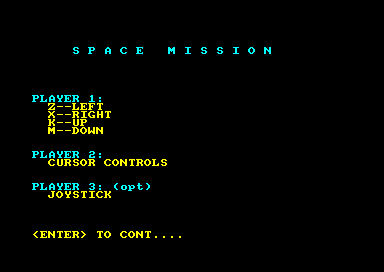 S P A C E  M I S S I O N
PLAYER 1:
Z--LEFT
X--RIGHT
K--UP
M--DOWN
PLAYER 2:
CURSOR CONTROLS
PLAYER 3: (opt)
JOYSTICK
<ENTER> TO CONT....